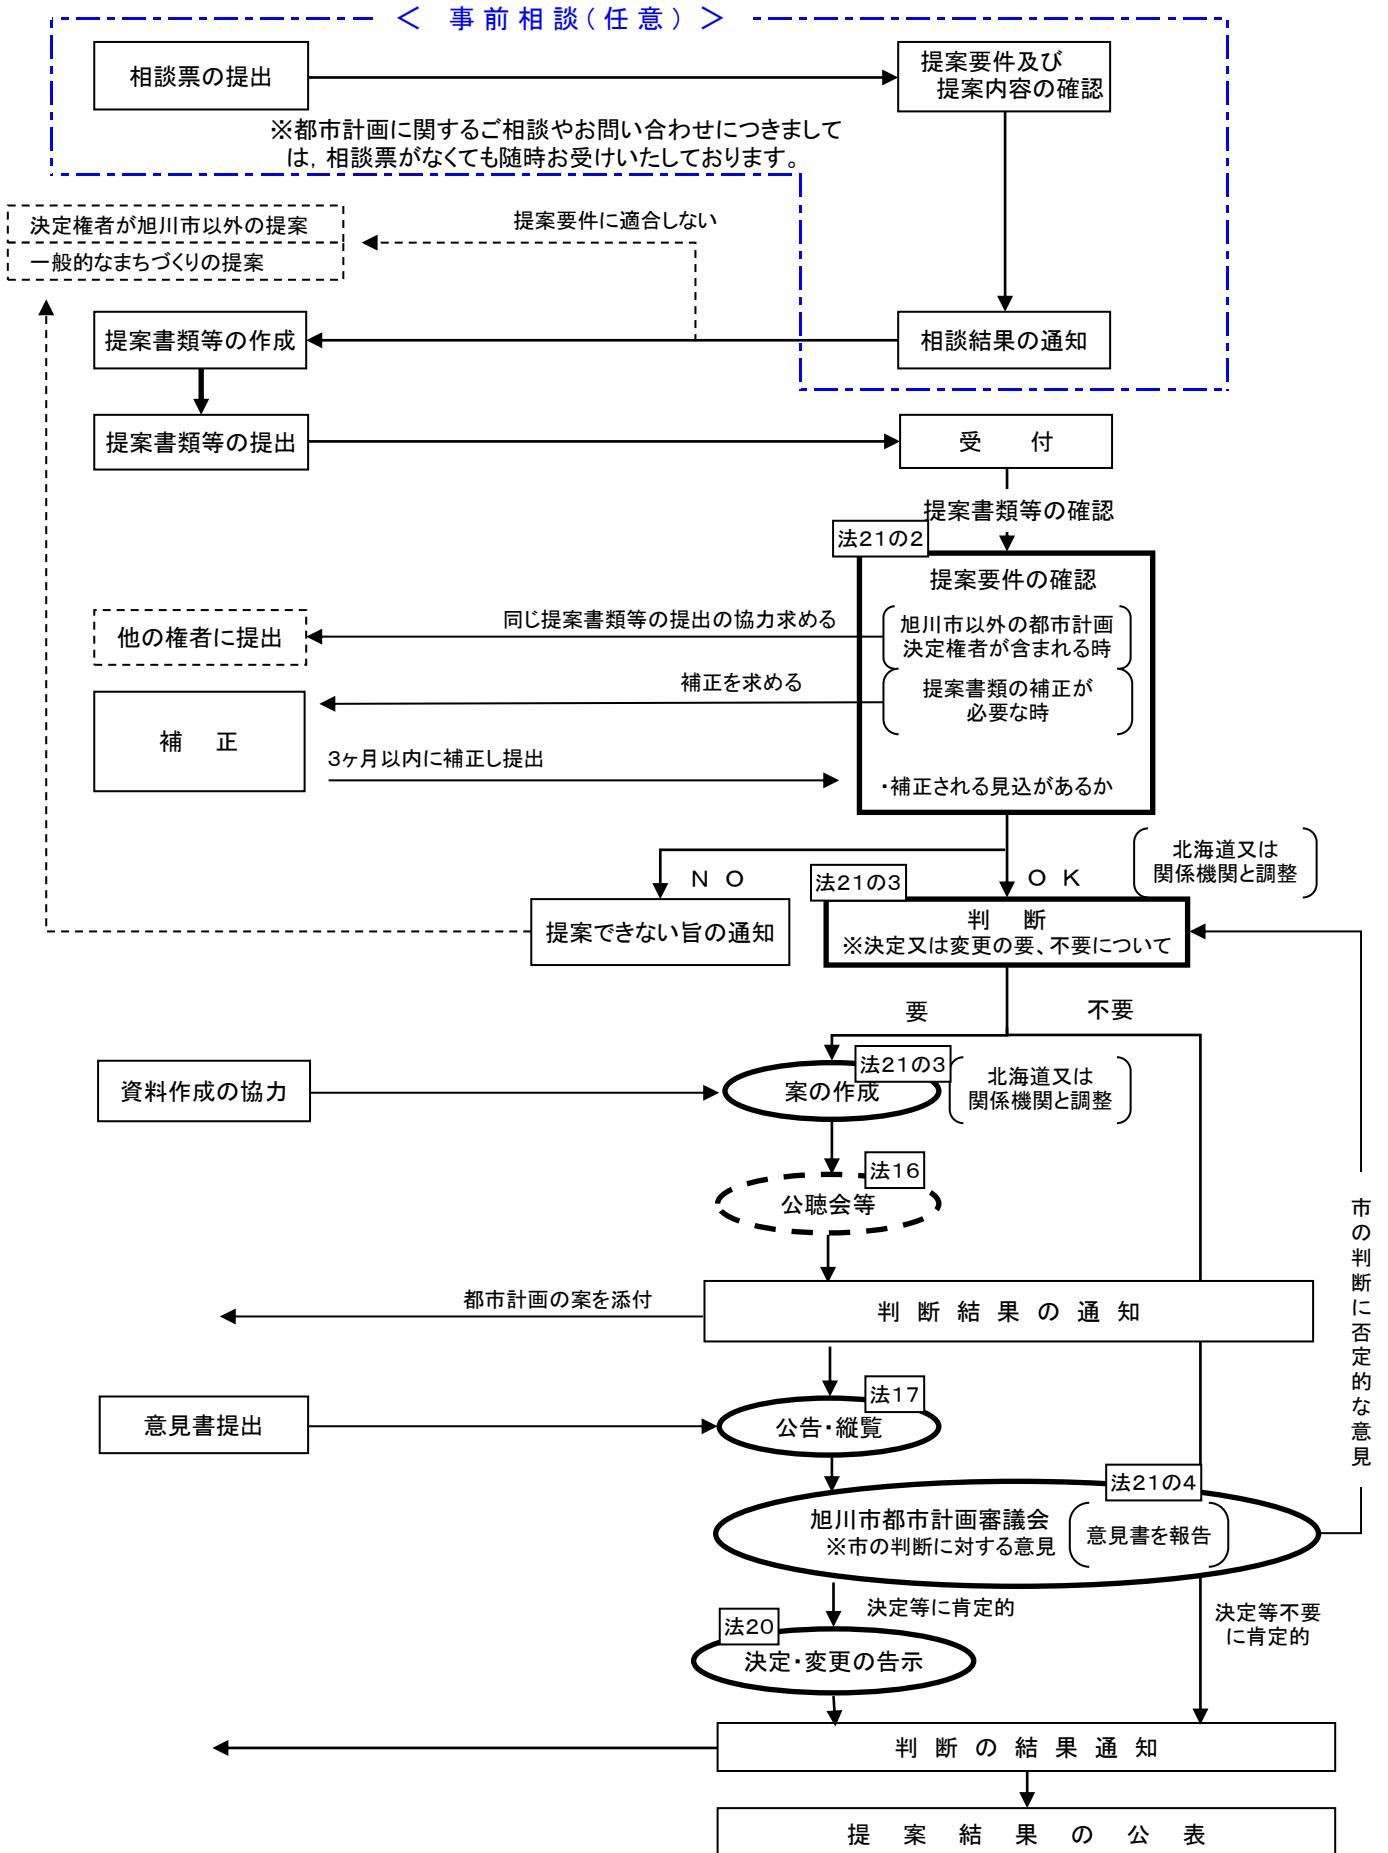 ＜ 事前相談（任意）＞
相談票の提出
提案要件及び
提案内容の確認
※都市計画に関するご相談やお問い合わせにつきまして
は，相談票がなくても随時お受けいたしております。
決定権者が旭川市以外の提案
一般的なまちづくりの提案
提案要件に適合しない
提案書類等の作成
相談結果の通知
提案書類等の提出
受　付
提案書類等の確認
法２１の２
提案要件の確認
同じ提案書類等の提出の協力求める
他の権者に提出
旭川市以外の都市計画
決定権者が含まれる時
補正を求める
提案書類の補正が
必要な時
補　正
３ヶ月以内に補正し提出
・補正される見込があるか
ＮＯ
ＯＫ
北海道又は
関係機関と調整
法２１の３
提案できない旨の通知
判　断
※決定又は変更の要、不要について
要
不要
法２１の３
資料作成の協力
案の作成
北海道又は
関係機関と調整
法１６
公聴会等
市の判断に否定的な意見
都市計画の案を添付
判断結果の通知
法１７
意見書提出
公告・縦覧
法２１の４
旭川市都市計画審議会
※市の判断に対する意見
意見書を報告
決定等に肯定的
決定等不要
に肯定的
法２０
決定・変更の告示
判断の結果通知
提案結果の公表